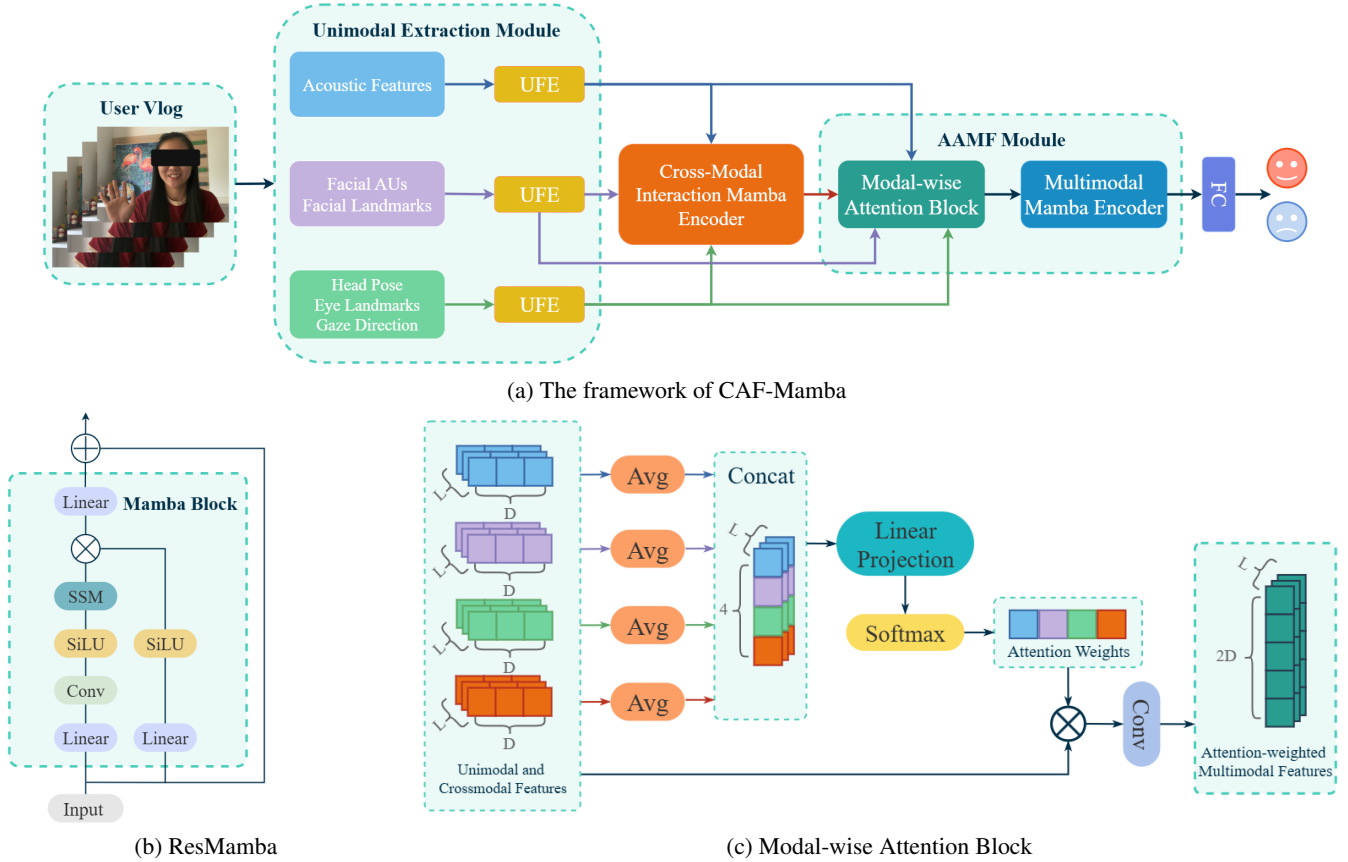 Unimodal Extraction Module
User Vlog
Acoustic Features
UFE
Facial AUs
Facial Landmarks
UFE
Head Pose
Eye Landmarks
Gaze Direction
UFE
Cross-Modal
Interaction Mamba
Encoder
AAMF Module
Modal-wise
Attention Block
Multimodal
Mamba Encoder
FC
(a) The framework of CAF-Mamba
Mamba Block
Linear
SSM
SiLU
SiLU
Conv
Linear
Linear
Input
(b) ResMamba
L
D
Avg
L
D
Avg
L
D
Avg
L
D
Avg
Unimodal and
Crossmodal Features
Concat
L
4
Linear
Projection
Softmax
Attention Weights
Conv
L
2D
Attention-weighted
Multimodal Features
(c) Modal-wise Attention Block